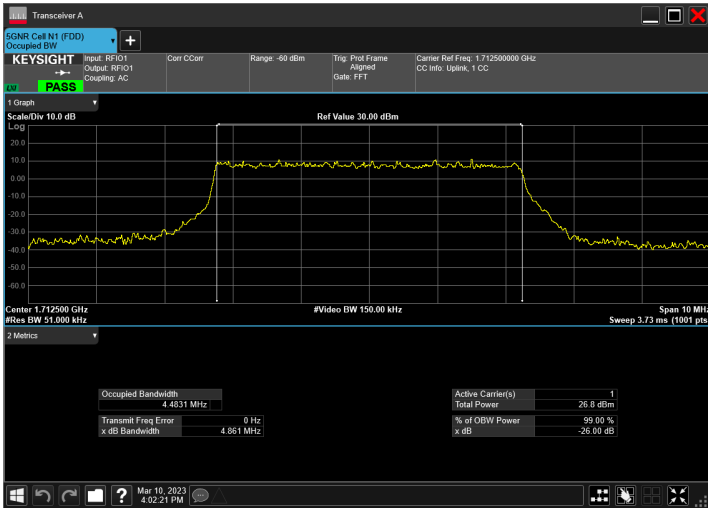 Transceiver A
5GNR Cell N1 (FDD)
Occupied BW
KEYSIGHT
PASS
Input: RFIO1
Output: RFIO1
Coupling: AC
Corr CCorr
Range: -60 dBm
Trig: Prot Frame
Aligned
Gate: FFT
Carrier Ref Freq: 1.712500000 GHz
CC Info: Uplink, 1 CC
1 Graph
Scale/Div 10.0 dB
Ref Value 30.00 dBm
Log
20.0
10.0
0.00
-10.0
-20.0
-30.0
-40.0
-50.0
-60.0
Center 1.712500 GHz
#Video BW 150.00 kHz
Span 10 MHz
#Res BW 51.000 kHz
Sweep 3.73 ms (1001 pts
2 Metrics
Occupied Bandwidth
4.4831 MHz
Transmit Freq Error 0 Hz
x dB Bandwidth 4.861 MHz
Active Carrier(s) 1
Total Power 26.8 dBm
% of OBW Power 99.00 %
x dB -26.00 dB
?
Mar 10, 2023
4:02:21 PM